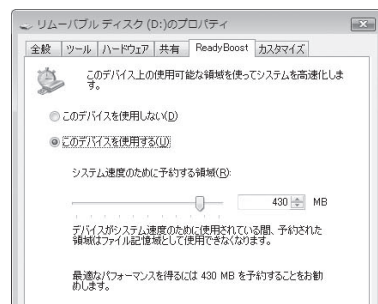 リムーバブル ディスク (D:)のプロパティ
全般 ツール ハードウェア 共有 ReadyBoost カスタマイズ
このデバイス上の使用可能な領域を使ってシステムを高速化しま
す。
このデバイスを使用しない(D)
このデバイスを使用する(U)
システム速度のために予約する領域(R):
430 MB
デバイスがシステム速度のために使用されている間、予約された
領域はファイル記憶域として使用できなくなります。
最適なパフォーマンスを得るには 430 MB を予約することをお勧
めします。